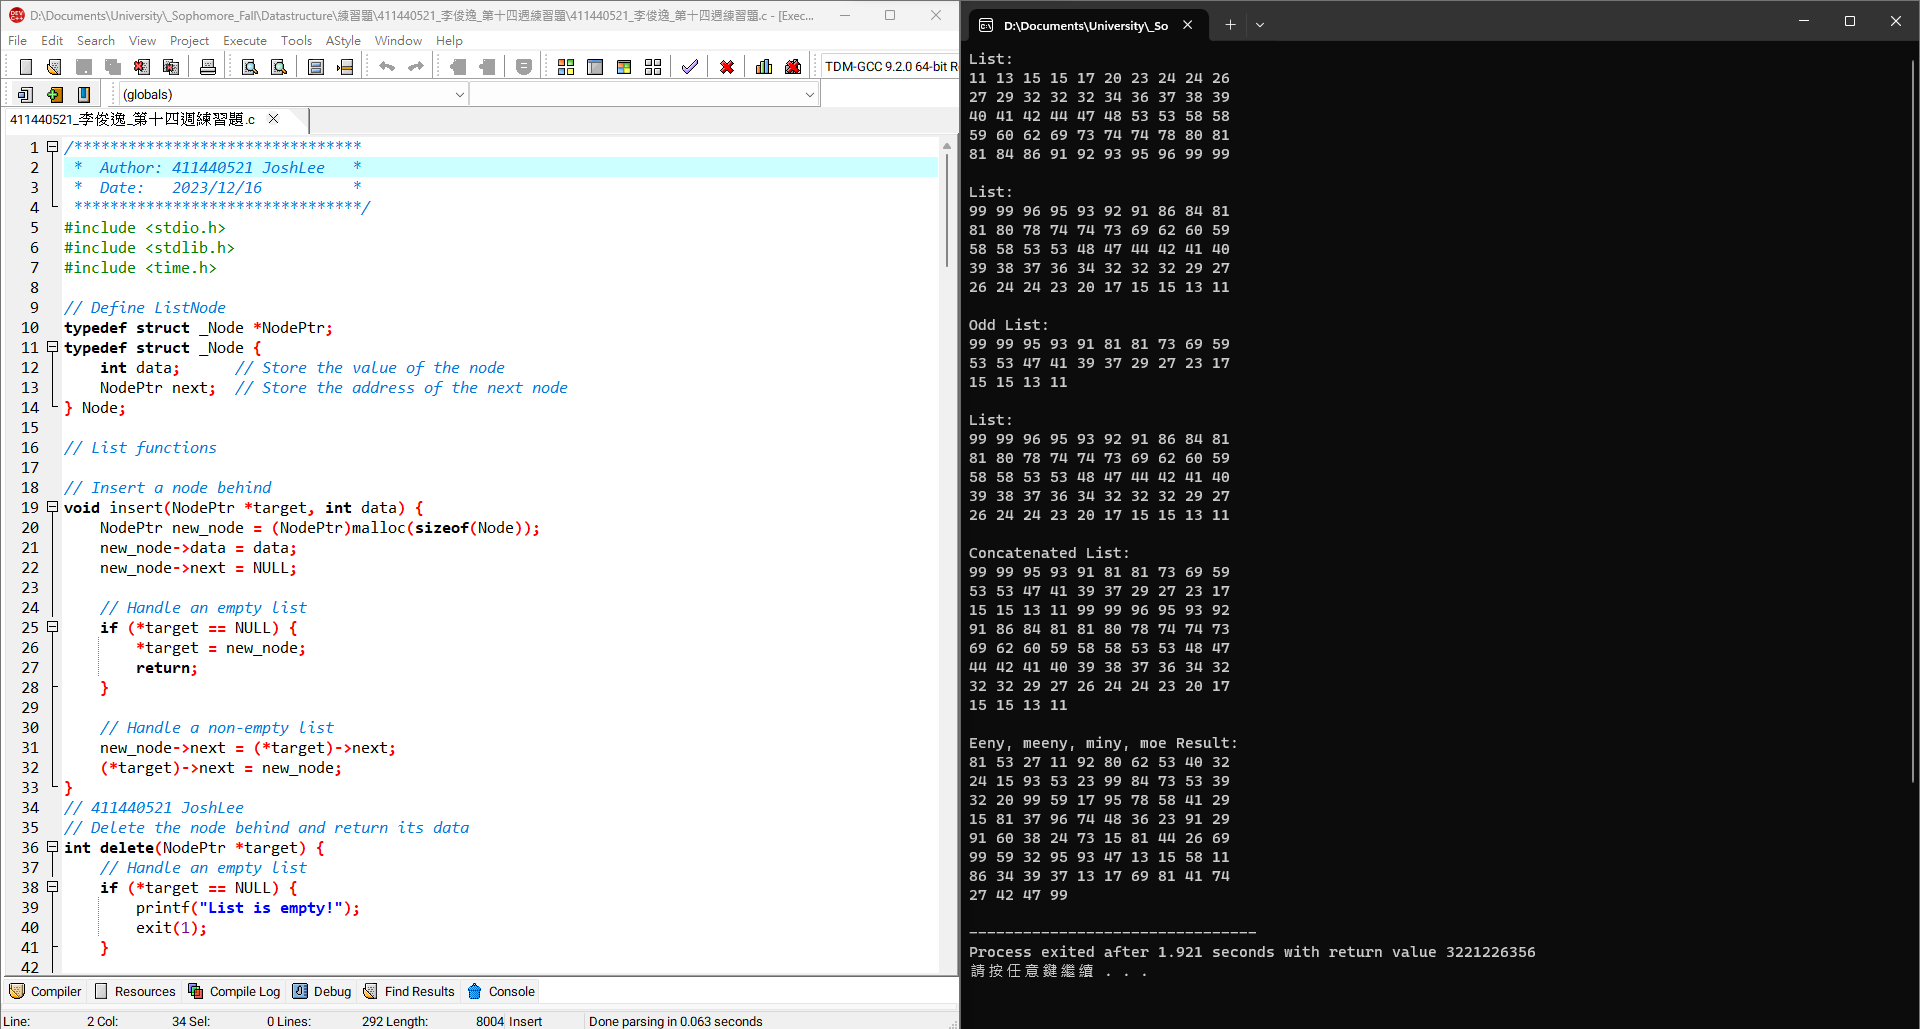 D:\Documents\University\_Sophomore_Fall\Datastructure\練習題\411440521_李俊逸_第十四週練習題\411440521_李俊逸_第十四週練習題.c - [Exec...
File Edit Search View Project Execute Tools AStyle Window Help
TDM-GCC 9.2.0 64-bit R
(globals)
411440521_李俊逸_第十四週練習題.c
1 /********************************
2 *  Author: 411440521 JoshLee   *
3 *  Date:   2023/12/16          *
4 ********************************/
5 #include <stdio.h>
6 #include <stdlib.h>
7 #include <time.h>
8
9 // Define ListNode
10 typedef struct _Node *NodePtr;
11 typedef struct _Node {
12     int data;      // Store the value of the node
13     NodePtr next;  // Store the address of the next node
14 } Node;
15
16 // List functions
17
18 // Insert a node behind
19 void insert(NodePtr *target, int data) {
20     NodePtr new_node = (NodePtr)malloc(sizeof(Node));
21     new_node->data = data;
22     new_node->next = NULL;
23
24     // Handle an empty list
25     if (*target == NULL) {
26         *target = new_node;
27         return;
28     }
29
30     // Handle a non-empty list
31     new_node->next = (*target)->next;
32     (*target)->next = new_node;
33 }
34 // 411440521 JoshLee
35 // Delete the node behind and return its data
36 int delete(NodePtr *target) {
37     // Handle an empty list
38     if (*target == NULL) {
39         printf("List is empty!");
40         exit(1);
41     }
42
Compiler Resources Compile Log Debug Find Results Console
Line: 2 Col: 34 Sel: 0 Lines: 292 Length: 8004 Insert Done parsing in 0.063 seconds
D:\Documents\University\_So
List:
11 13 15 15 17 20 23 24 24 26
27 29 32 32 32 34 36 37 38 39
40 41 42 44 47 48 53 53 58 58
59 60 62 69 73 74 74 78 80 81
81 84 86 91 92 93 95 96 99 99
List:
99 99 96 95 93 92 91 86 84 81
81 80 78 74 74 73 69 62 60 59
58 58 53 53 48 47 44 42 41 40
39 38 37 36 34 32 32 32 29 27
26 24 24 23 20 17 15 15 13 11
Odd List:
99 99 95 93 91 81 81 73 69 59
53 53 47 41 39 37 29 27 23 17
15 15 13 11
List:
99 99 96 95 93 92 91 86 84 81
81 80 78 74 74 73 69 62 60 59
58 58 53 53 48 47 44 42 41 40
39 38 37 36 34 32 32 32 29 27
26 24 24 23 20 17 15 15 13 11
Concatenated List:
99 99 95 93 91 81 81 73 69 59
53 53 47 41 39 37 29 27 23 17
15 15 13 11 99 99 96 95 93 92
91 86 84 81 81 80 78 74 74 73
69 62 60 59 58 58 53 53 48 47
44 42 41 40 39 38 37 36 34 32
32 32 29 27 26 24 24 23 20 17
15 15 13 11
Eeny, meeny, miny, moe Result:
81 53 27 11 92 80 62 53 40 32
24 15 93 53 23 99 84 73 53 39
32 20 99 59 17 95 78 58 41 29
15 81 37 96 74 48 36 23 91 29
91 60 38 24 73 15 81 44 26 69
99 59 32 95 93 47 13 15 58 11
86 34 39 37 13 17 69 81 41 74
27 42 47 99
--------------------------------
Process exited after 1.921 seconds with return value 3221226356
請按任意鍵繼續 . . .